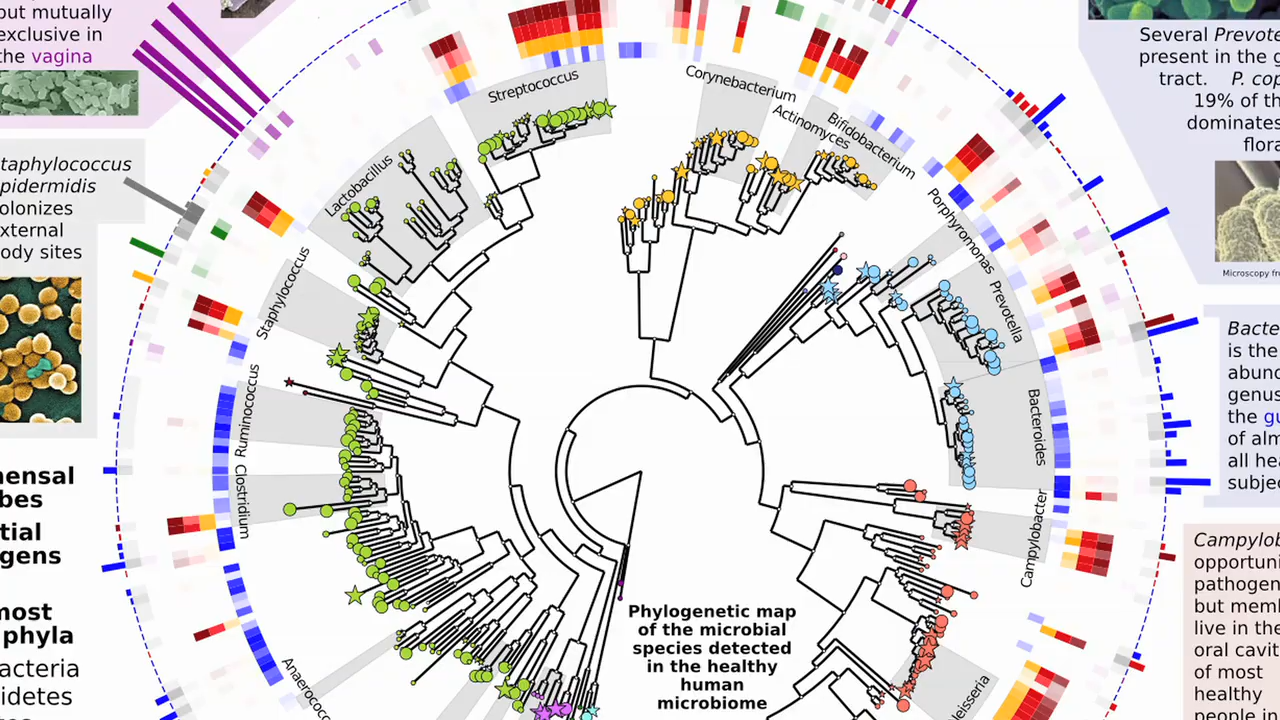 but mutually
exclusive in
the vagina
Staphylococcus
epidermidis
colonizes
external
body sites
Lactobacillus
Streptococcus
Corynebacterium
Actinomyces
Bifidobacterium
Porphyromonas
Prevotella
Bacteroides
Campylobacter
Neisseria
Staphylococcus
Ruminococcus
Clostridium
Anaerococc
Phylogenetic map
of the microbial
species detected
in the healthy
human
microbiome
Several Prevote
present in the g
tract. P. cop
19% of th
dominates
flora
Microscopy fr
Bacte
is the
abund
genus
the gu
of alm
all hea
subjec
Campylob
opportuni
pathogen
but memb
live in the
oral cavit
of most
healthy
people in
mensal
bes
tial
gens
most
phyla
acteria
idetes